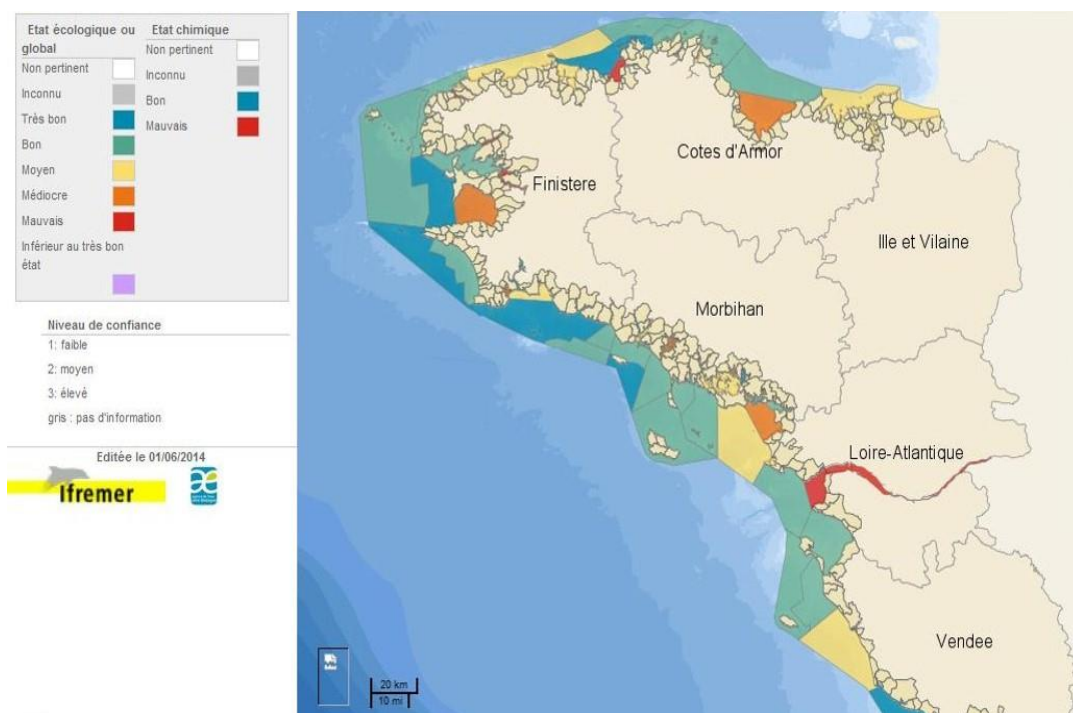 Etat écologique ou
global
Non pertinent
Inconnu
Très bon
Bon
Moyen
Médiocre
Mauvais
Inférieur au très bon
état
Etat chimique
Non pertinent
Inconnu
Bon
Mauvais
Niveau de confiance
1: faible
2: moyen
3: élevé
gris : pas d'information
Editée le 01/06/2014
Ifremer
ae
Cotes d'Armor
Finistere
Ille et Vilaine
Morbihan
Loire-Atlantique
Vendee
20 km
10 mi